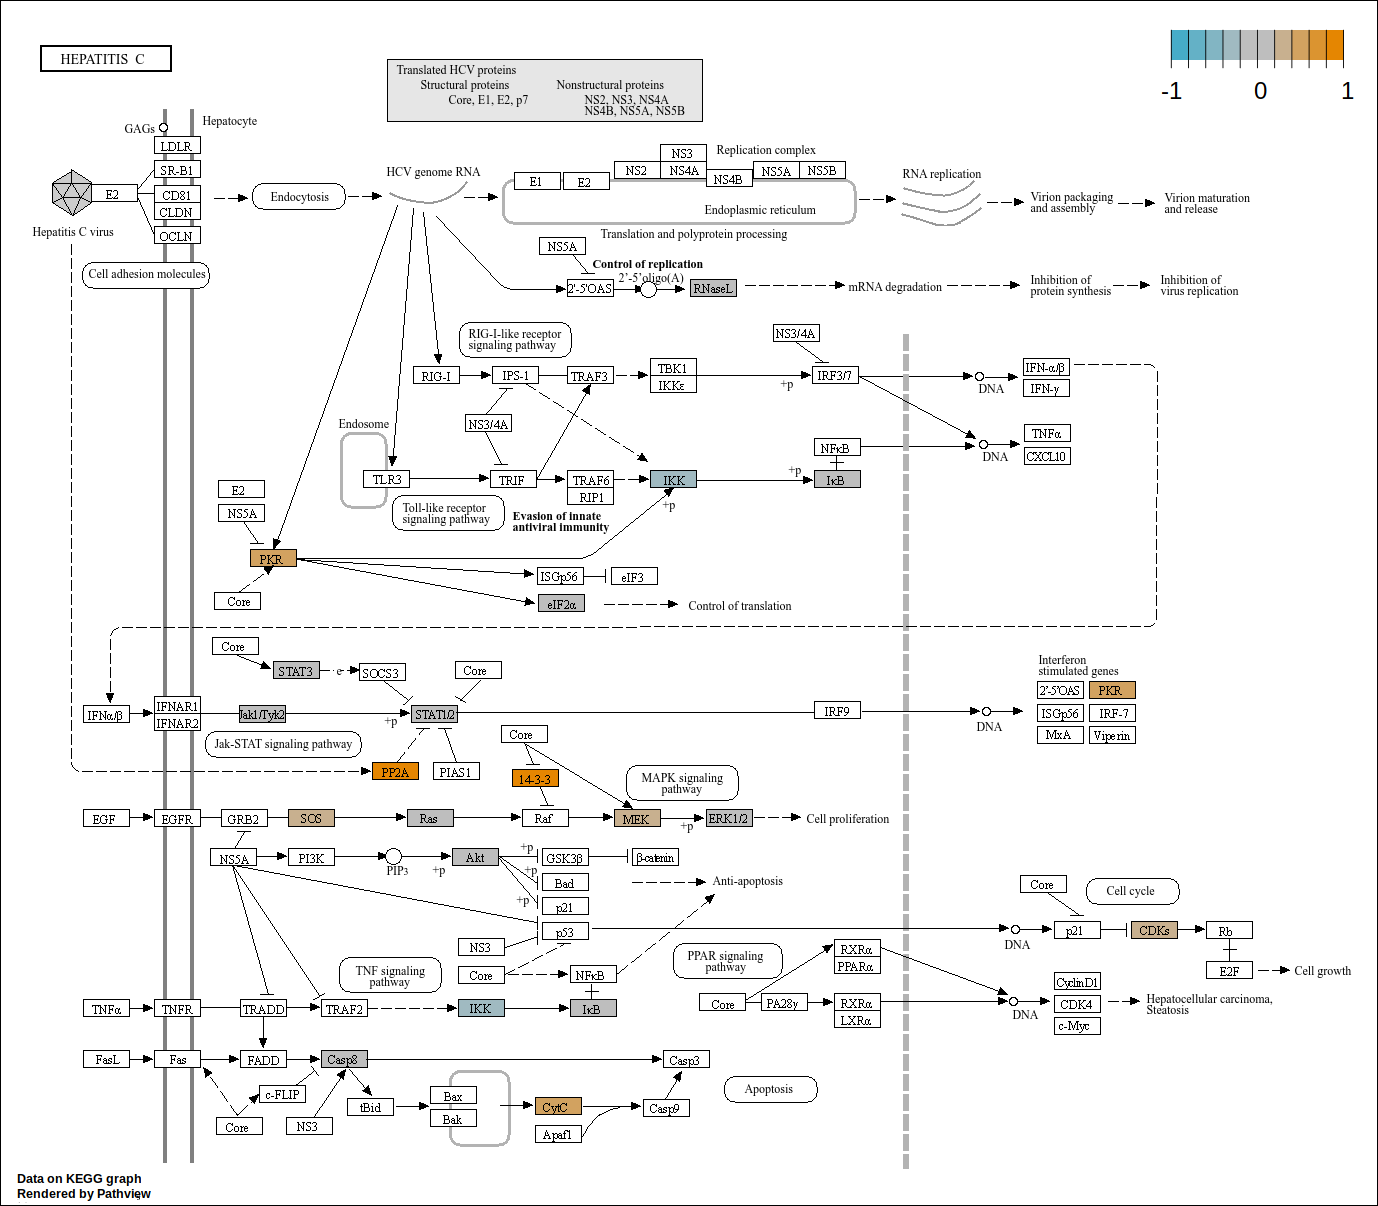 HEPATITIS C
-1 0 1
Translated HCV proteins
Structural proteins Nonstructural proteins
Core, E1, E2, p7 NS2, NS3, NS4A
NS4B, NS5A, NS5B
GAGs
Hepatocyte
LDLR
SR-B1
CD81
CLDN
OCLN
E2
Hepatitis C virus
Cell adhesion molecules
Endocytosis
HCV genome RNA
E1
E2
NS2
NS3
NS4A
NS4B
NS5A
NS5B
Replication complex
Endoplasmic reticulum
Translation and polyprotein processing
RNA replication
Virion packaging
and assembly
Virion maturation
and release
NS5A
Control of replication
2'-5'oligo(A)
2'-5'OAS
RNaseL
mRNA degradation
Inhibition of
protein synthesis
Inhibition of
virus replication
RIG-I-like receptor
signaling pathway
NS3/4A
RIG-I
IPS-1
TRAF3
TBK1
IKKε
+p
IRF3/7
DNA
IFN-α/β
IFN-γ
NS3/4A
Endosome
TLR3
TRIF
TRAF6
RIP1
IKK
+p
+p
NFκB
IκB
DNA
TNFα
CXCL10
Toll-like receptor
signaling pathway
Evasion of innate
antiviral immunity
E2
NS5A
PKR
Core
ISGp56
eIF3
eIF2α
Control of translation
Core
STAT3
e
SOCS3
Core
IFNα/β
IFNAR1
IFNAR2
Jak1/Tyk2
+p
STAT1/2
IRF9
DNA
Interferon
stimulated genes
2'-5'OAS PKR
ISGp56 IRF-7
MxA Viperin
Jak-STAT signaling pathway
PP2A
PIAS1
Core
14-3-3
MAPK signaling
pathway
EGF
EGFR
GRB2
SOS
Ras
Raf
MEK
+p
ERK1/2
Cell proliferation
NS5A
PI3K
PIP3
+p
Akt
+p
+p
+p
GSK3β
β-catenin
Bad
p21
p53
Anti-apoptosis
NS3
Core
NFκB
TNF signaling
pathway
PPAR signaling
pathway
Core
Cell cycle
DNA
p21
CDKs
Rb
E2F
Cell growth
RXRα
PPARα
TNFα
TNFR
TRADD
TRAF2
IKK
IκB
Core
PA28γ
RXRα
LXRα
DNA
CyclinD1
CDK4
c-Myc
Hepatocellular carcinoma,
Steatosis
FasL
Fas
FADD
Casp8
Casp3
c-FLIP
Core
NS3
tBid
Bax
Bak
CytC
Apaf1
Casp9
Apoptosis
Data on KEGG graph
Rendered by Pathview